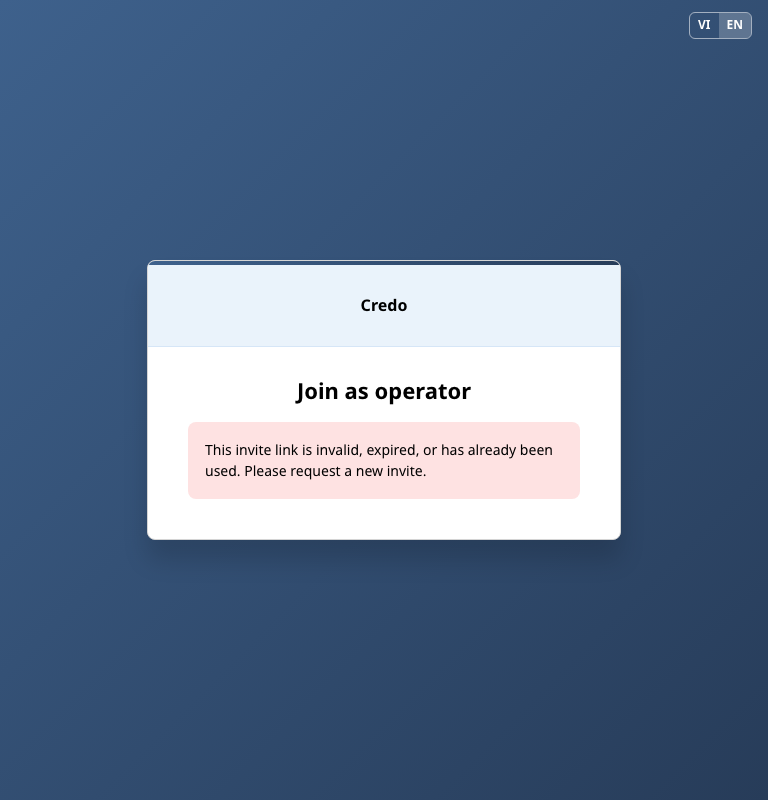 VI EN
Credo
Join as operator
This invite link is invalid, expired, or has already been
used. Please request a new invite.